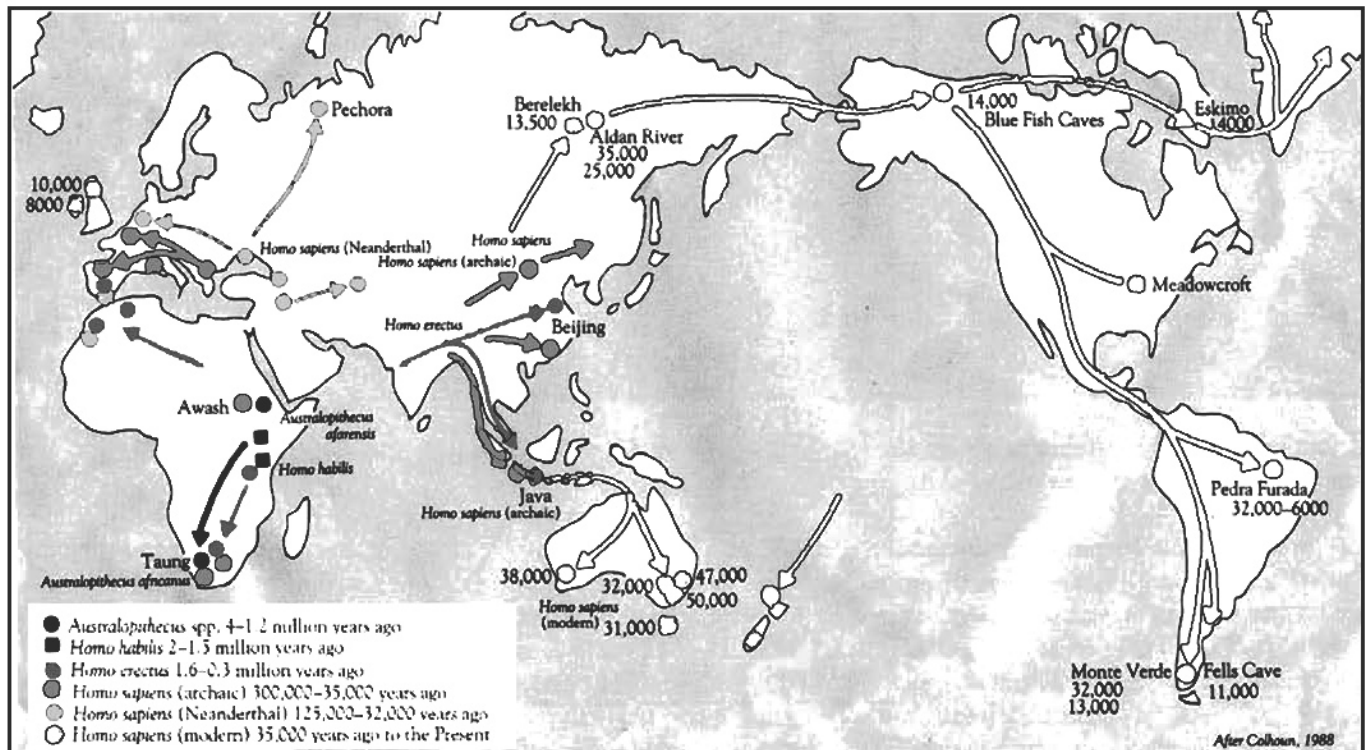 Pechora
Berelekh
13,500
Aldan River
35,000
25,000
14,000
Blue Fish Caves
Eskimo
4000
10,000
8000
Homo sapiens (Neanderthal)
Homo sapiens
Homo sapiens (archaic)
Meadowcroft
Homo erectus
Beijing
Awash
Australopithecus
afarensis
Homo habilis
Java
Homo sapiens (archaic)
Pedra Furada
32,000–6000
Taung
Australopithecus africanus
38,000
32,000
47,000
50,000
Homo sapiens
(modern)
31,000
Australopithecus spp. 4–1.2 million years ago
Homo habilis 2–1.5 million years ago
Homo erectus 1.6–0.3 million years ago
Homo sapiens (archaic) 300,000–35,000 years ago
Homo sapiens (Neanderthal) 125,000–32,000 years ago
Homo sapiens (modern) 35,000 years ago to the Present
Monte Verde
32,000
13,000
Fells Cave
11,000
After Colhoun, 1988